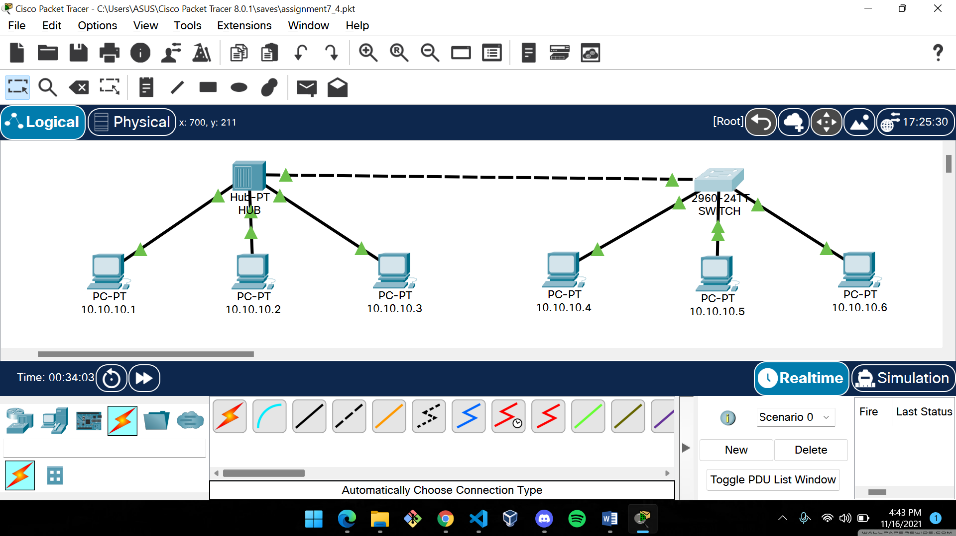 Cisco Packet Tracer - C:\Users\ASUS\Cisco Packet Tracer 8.0.1\saves\assignment7_4.pkt
File Edit Options View Tools Extensions Window Help
?
Logical Physical x: 700, y: 211 [Root] 17:25:30
Hub-PT
HUB
2960-24TT
SWITCH
PC-PT
10.10.10.1
PC-PT
10.10.10.2
PC-PT
10.10.10.3
PC-PT
10.10.10.4
PC-PT
10.10.10.5
PC-PT
10.10.10.6
Time: 00:34:03 Realtime Simulation
Scenario 0
Fire Last Status
New Delete
Toggle PDU List Window
Automatically Choose Connection Type
4:43 PM
11/16/2021
1
WALLPAPERSWIDE.COM